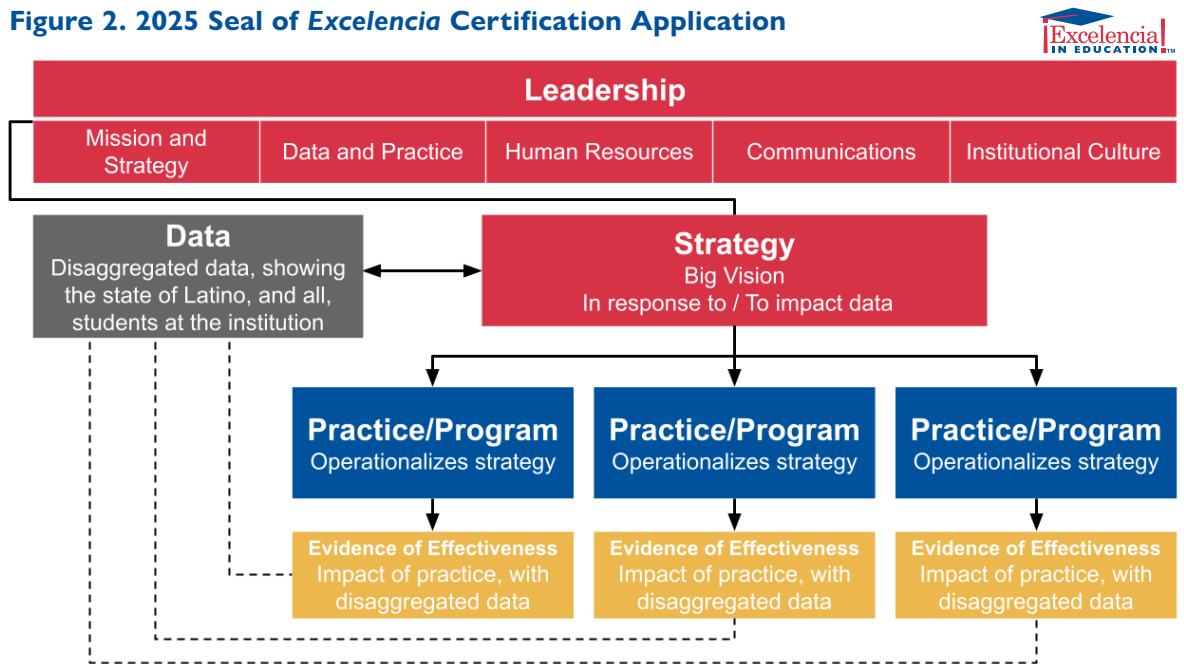 Figure 2. 2025 Seal of Excelencia Certification Application
¡Excelencia!
IN EDUCATION™
Leadership
Mission and
Strategy
Data and Practice
Human Resources
Communications
Institutional Culture
Data
Disaggregated data, showing
the state of Latino, and all,
students at the institution
Strategy
Big Vision
In response to / To impact data
Practice/Program
Operationalizes strategy
Practice/Program
Operationalizes strategy
Practice/Program
Operationalizes strategy
Evidence of Effectiveness
Impact of practice, with
disaggregated data
Evidence of Effectiveness
Impact of practice, with
disaggregated data
Evidence of Effectiveness
Impact of practice, with
disaggregated data